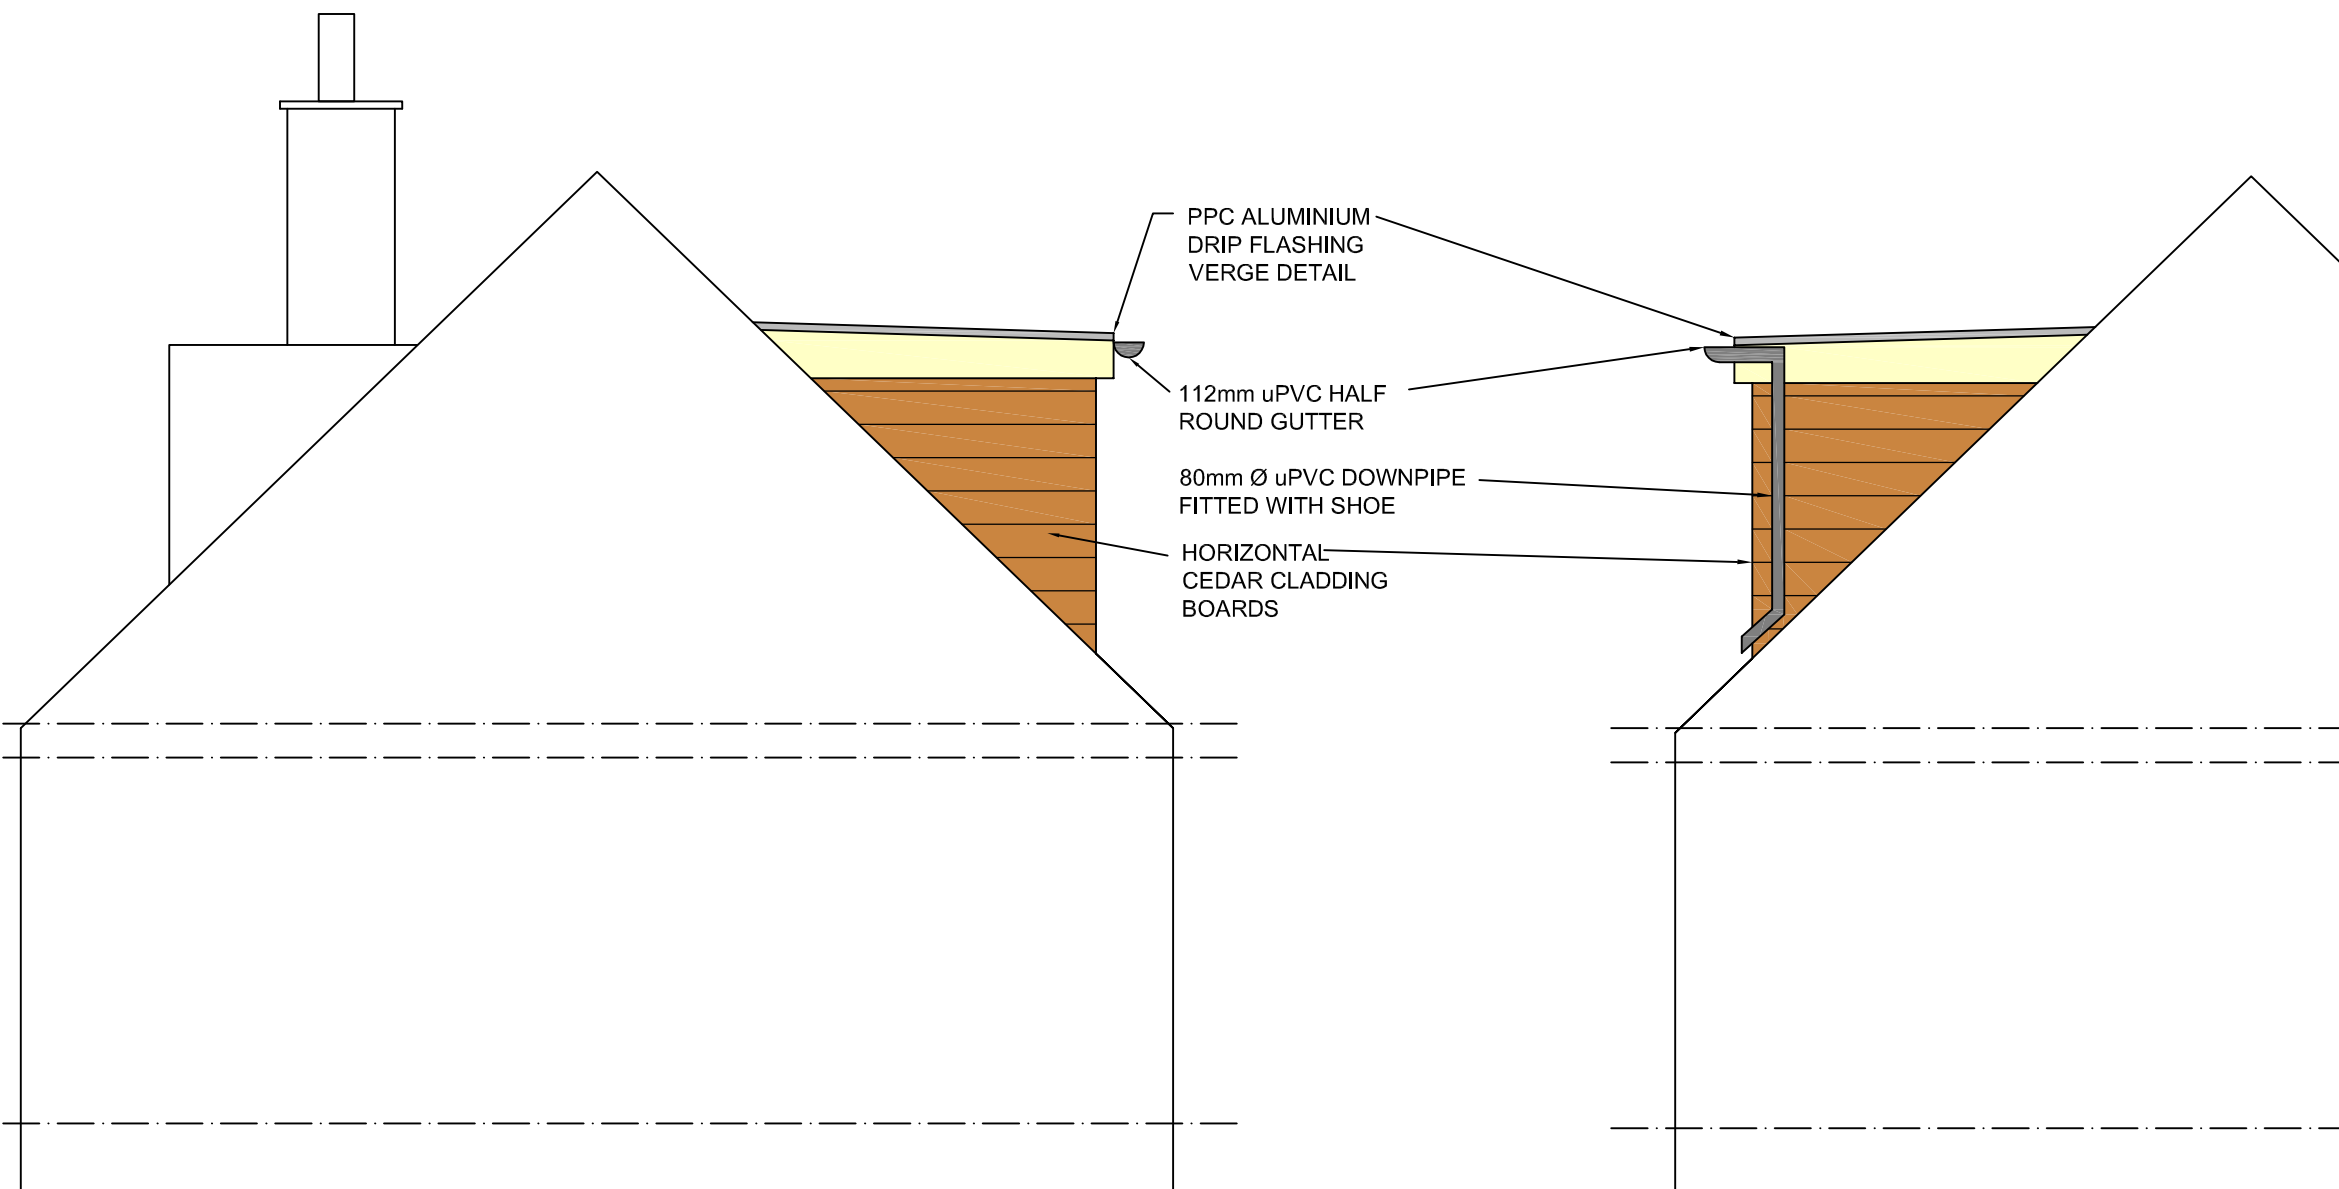 PPC ALUMINIUM
DRIP FLASHING
VERGE DETAIL
112mm uPVC HALF
ROUND GUTTER
80mm Ø uPVC DOWNPIPE
FITTED WITH SHOE
HORIZONTAL
CEDAR CLADDING
BOARDS